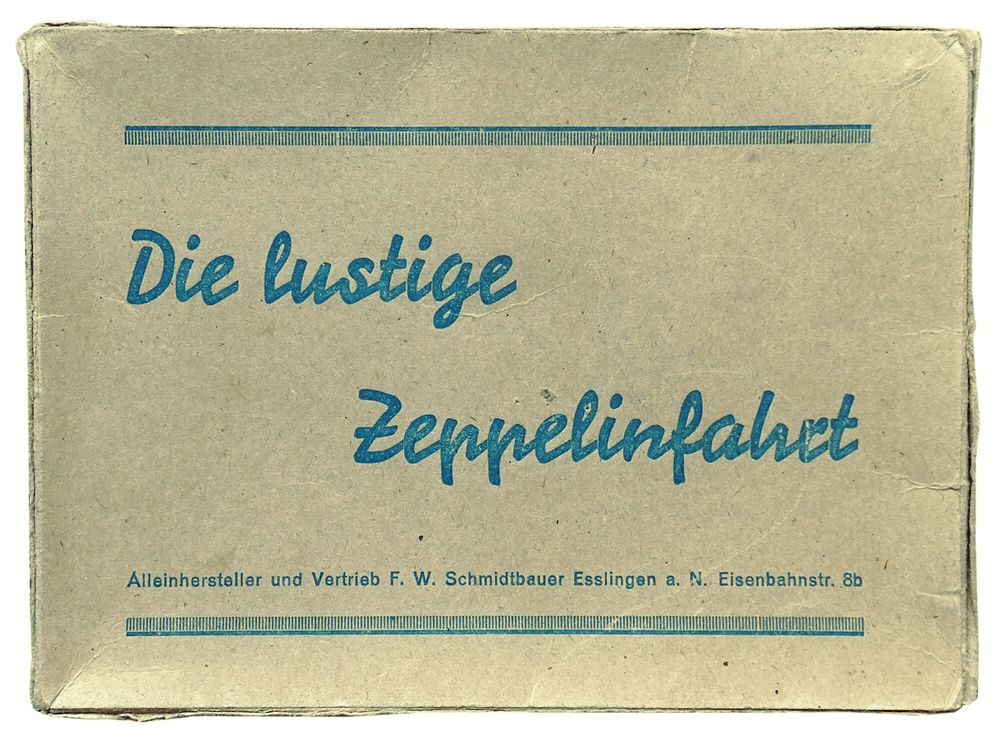 Die lustige
Zeppelinfahrt
Alleinhersteller und Vertrieb F. W. Schmidtbauer Esslingen a. N. Eisenbahnstr. 8b